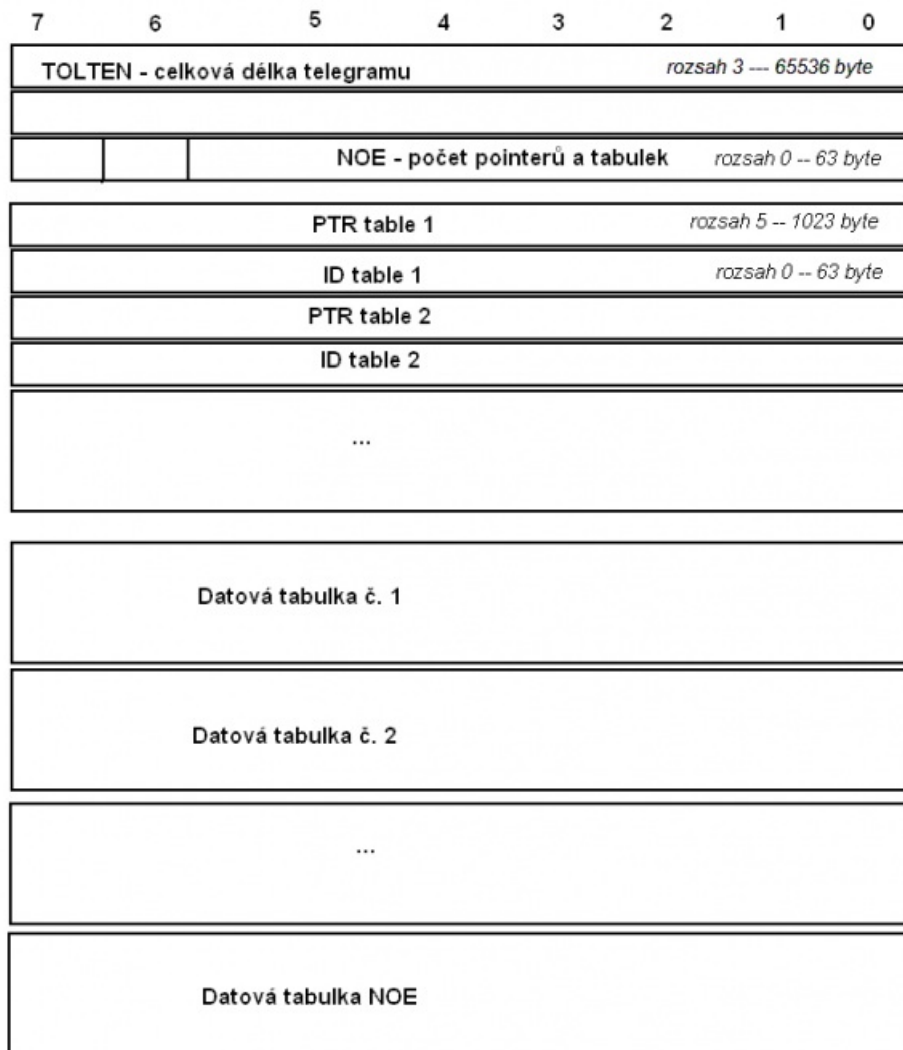 7 6 5 4 3 2 1 0
TOLTEN - celková délka telegramu rozsah 3 --- 65536 byte
NOE - počet pointerů a tabulek rozsah 0 -- 63 byte
PTR table 1 rozsah 5 -- 1023 byte
ID table 1 rozsah 0 -- 63 byte
PTR table 2
ID table 2
...
Datová tabulka č. 1
Datová tabulka č. 2
...
Datová tabulka NOE